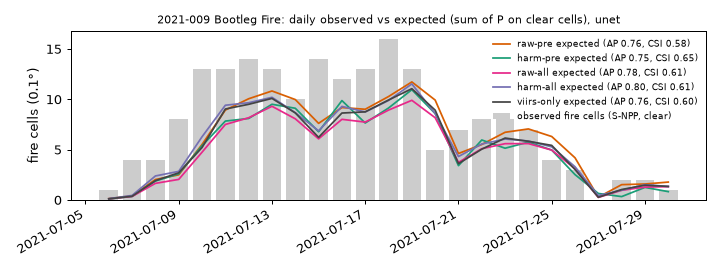 2021-009 Bootleg Fire: daily observed vs expected (sum of P on clear cells), unet
fire cells (0.1°)
15
10
5
0
raw-pre expected (AP 0.76, CSI 0.58)
harm-pre expected (AP 0.75, CSI 0.65)
raw-all expected (AP 0.78, CSI 0.61)
harm-all expected (AP 0.80, CSI 0.61)
viirs-only expected (AP 0.76, CSI 0.60)
observed fire cells (S-NPP, clear)
2021-07-05
2021-07-09
2021-07-13
2021-07-17
2021-07-21
2021-07-25
2021-07-29